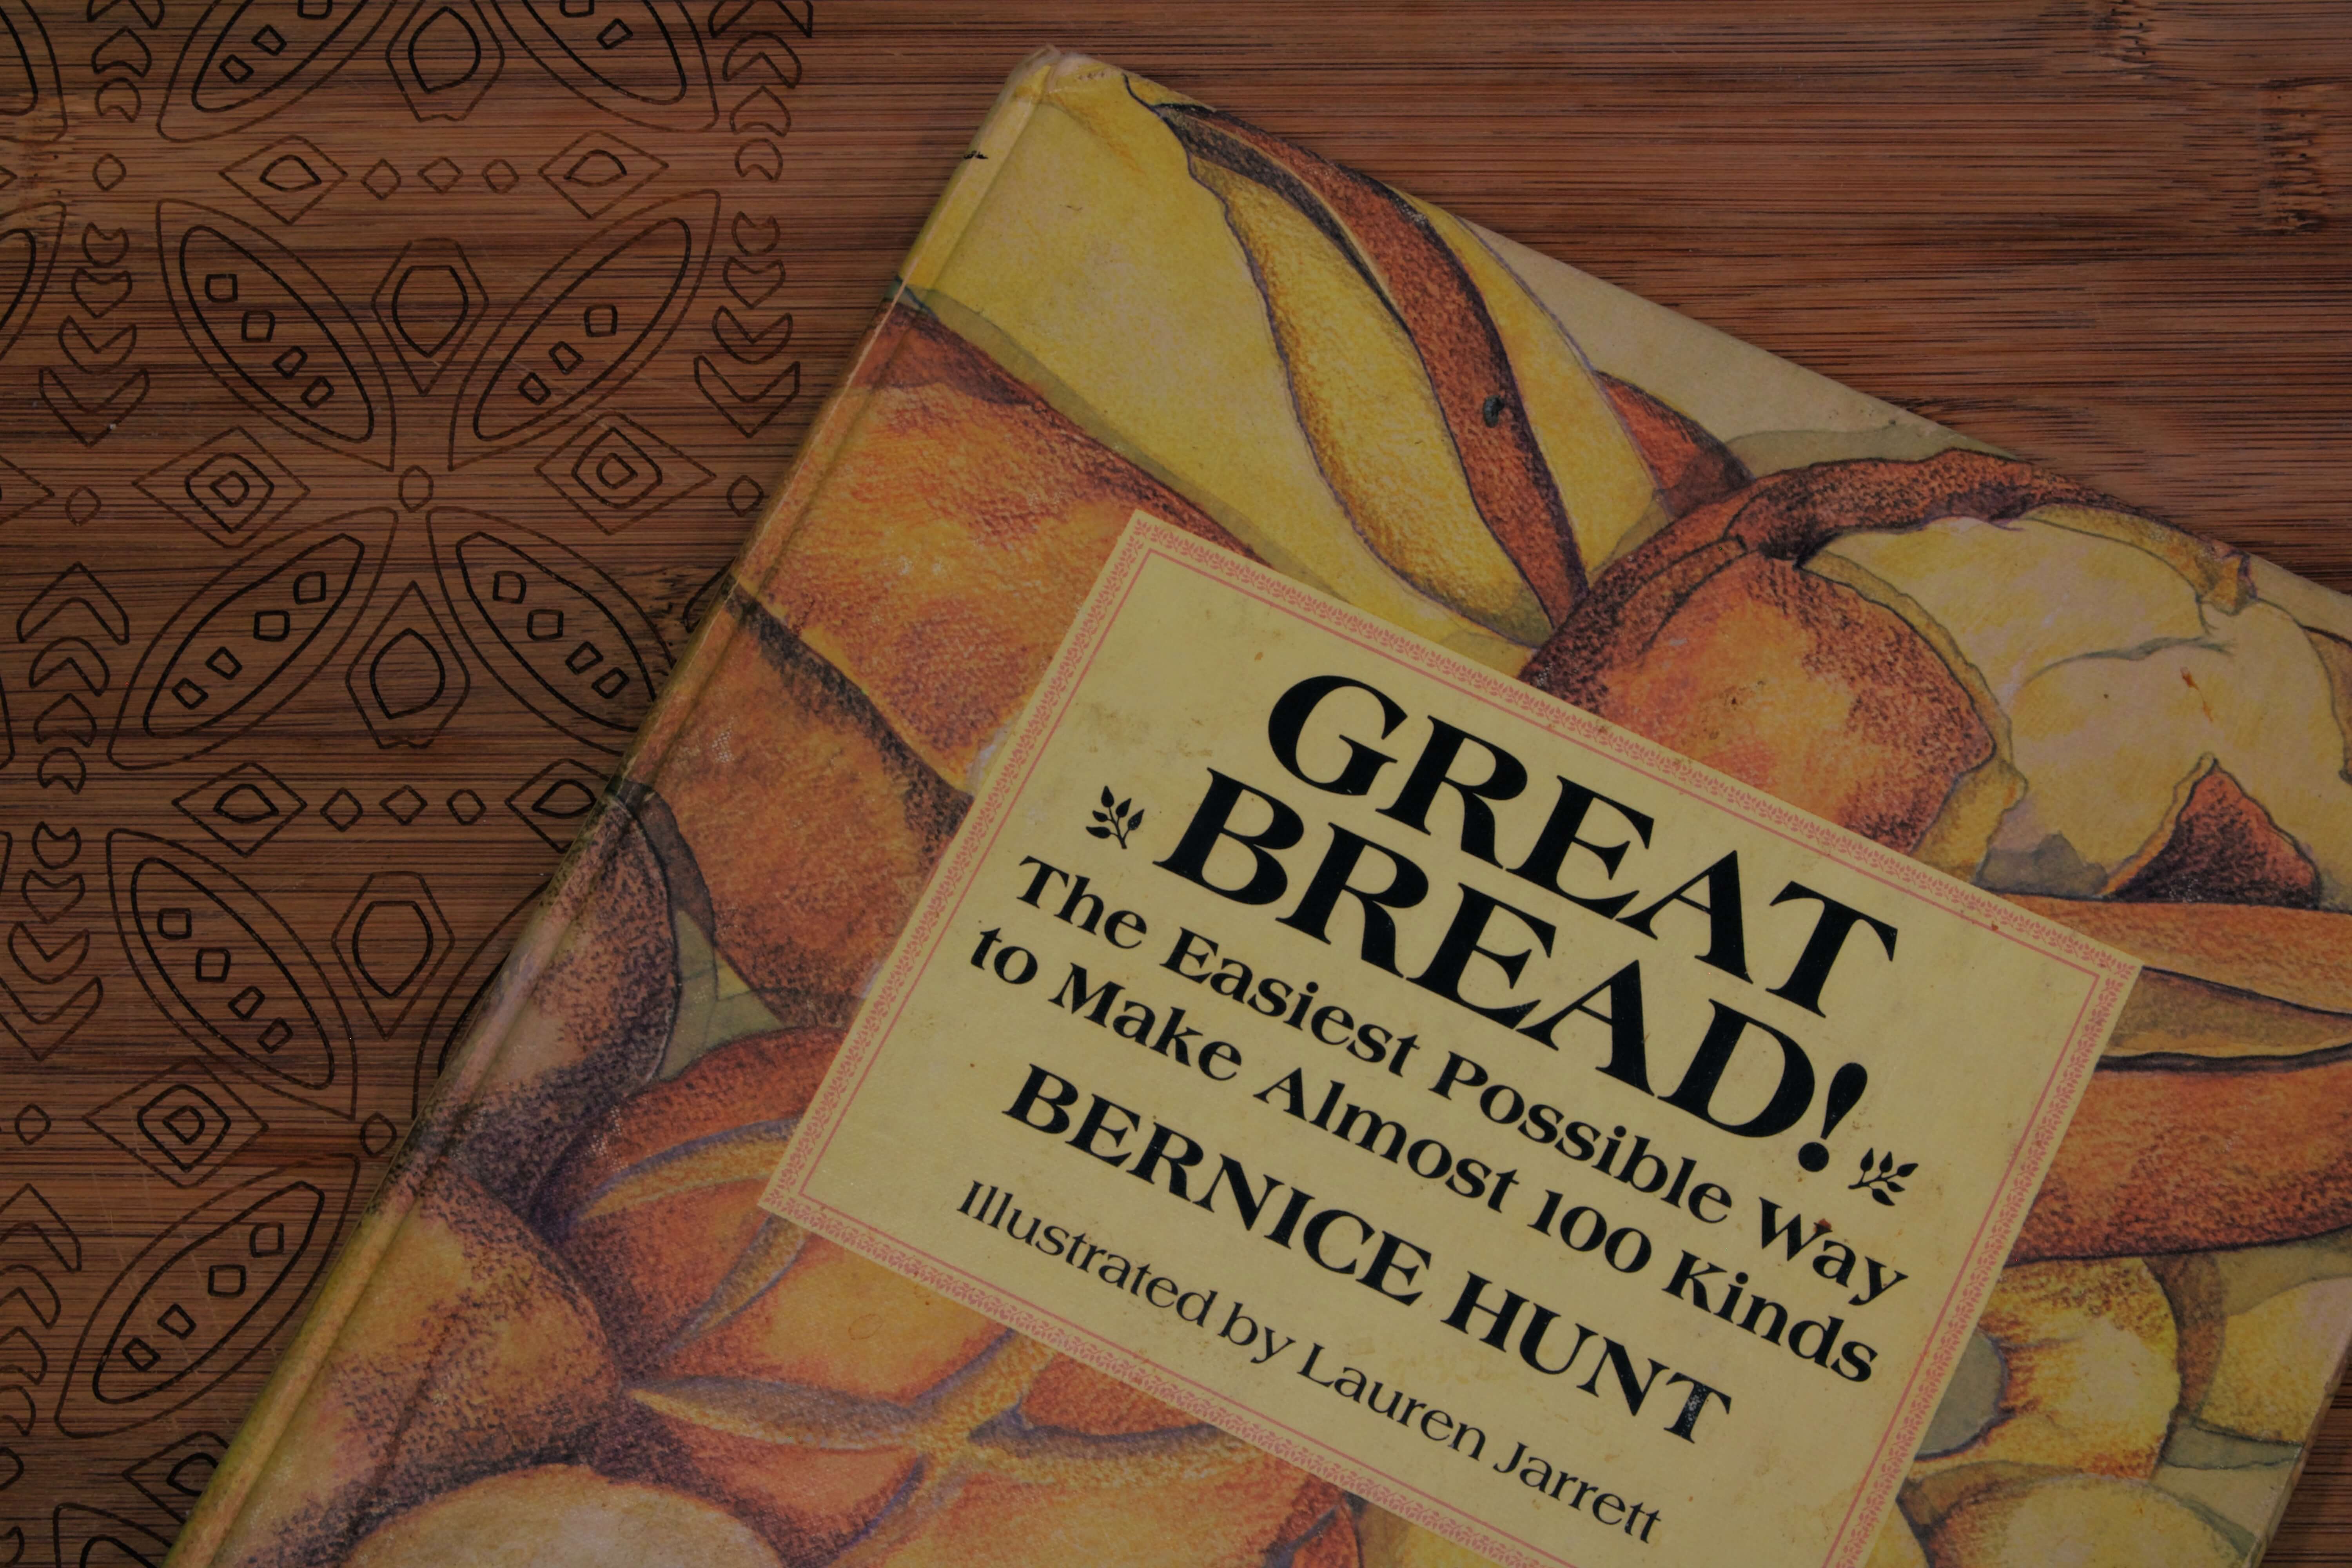 GREAT
BREAD!
The Easiest Possible Way
to Make Almost 100 Kinds
BERNICE HUNT
Illustrated by Lauren Jarrett